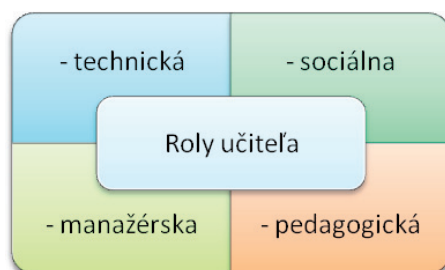 - technická
- sociálna
Roly učiteľa
- manažérska
- pedagogická